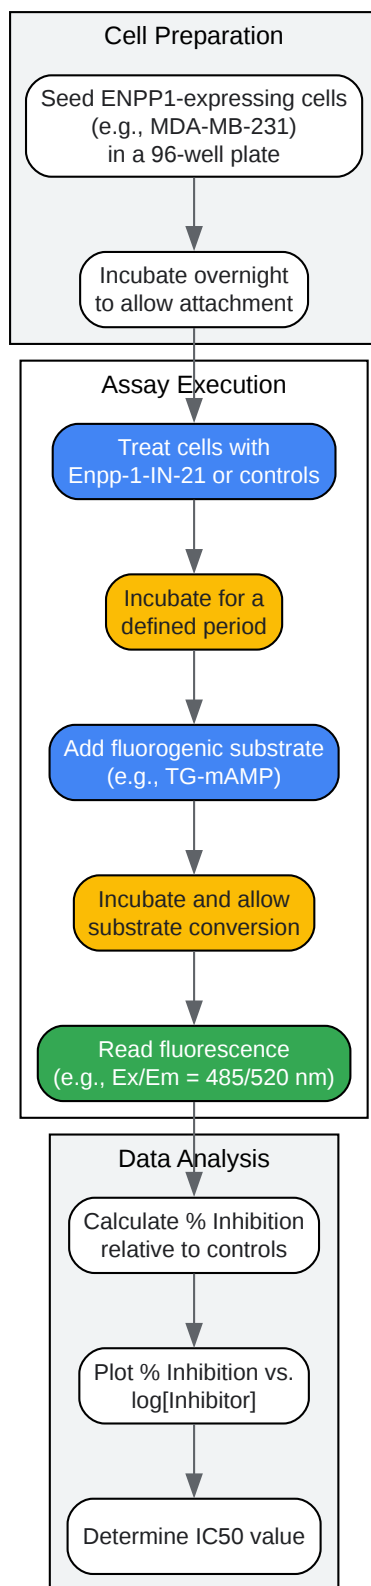 Cell Preparation
Seed ENPP1-expressing cells
(e.g., MDA-MB-231)
in a 96-well plate
Incubate overnight
to allow attachment
Assay Execution
Treat cells with
Enpp-1-IN-21 or controls
Incubate for a
defined period
Add fluorogenic substrate
(e.g., TG-mAMP)
Incubate and allow
substrate conversion
Read fluorescence
(e.g., Ex/Em = 485/520 nm)
Data Analysis
Calculate % Inhibition
relative to controls
Plot % Inhibition vs.
log[Inhibitor]
Determine IC50 value